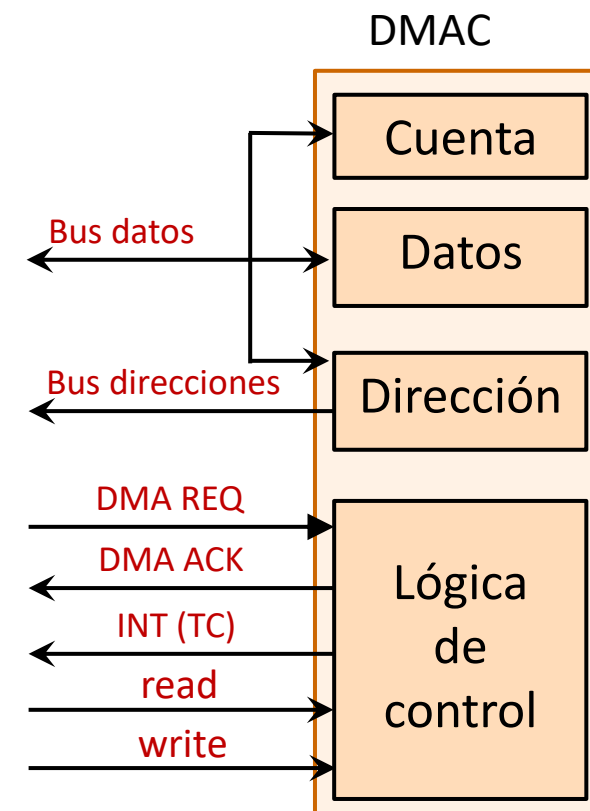 DMAC
Cuenta
Bus datos
Datos
Bus direcciones
Dirección
DMA REQ
DMA ACK
INT (TC)
read
write
Lógica
de
control